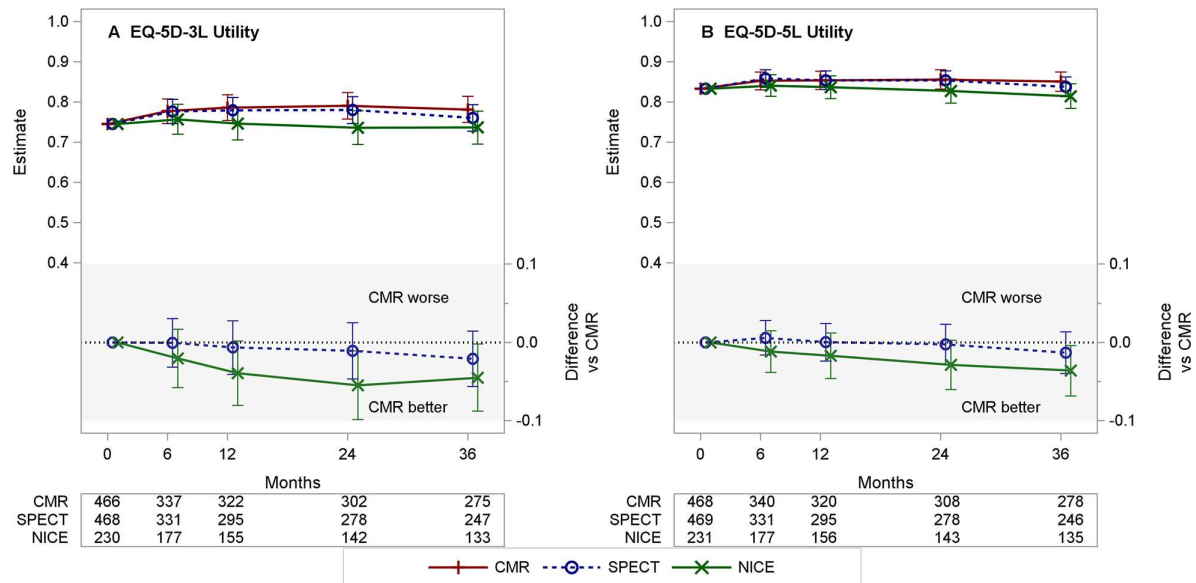 A EQ-5D-3L Utility
1.0
0.9
0.8
0.7
0.6
0.5
0.4
Estimate
0.1
0.0
-0.1
Difference
vs CMR
CMR worse
CMR better
0 6 12 24 36
Months
CMR 466 337 322 302 275
SPECT 468 331 295 278 247
NICE 230 177 155 142 133
B EQ-5D-5L Utility
1.0
0.9
0.8
0.7
0.6
0.5
0.4
Estimate
0.1
0.0
-0.1
Difference
vs CMR
CMR worse
CMR better
0 6 12 24 36
Months
CMR 468 340 320 308 278
SPECT 469 331 295 278 246
NICE 231 177 156 143 135
CMR SPECT NICE